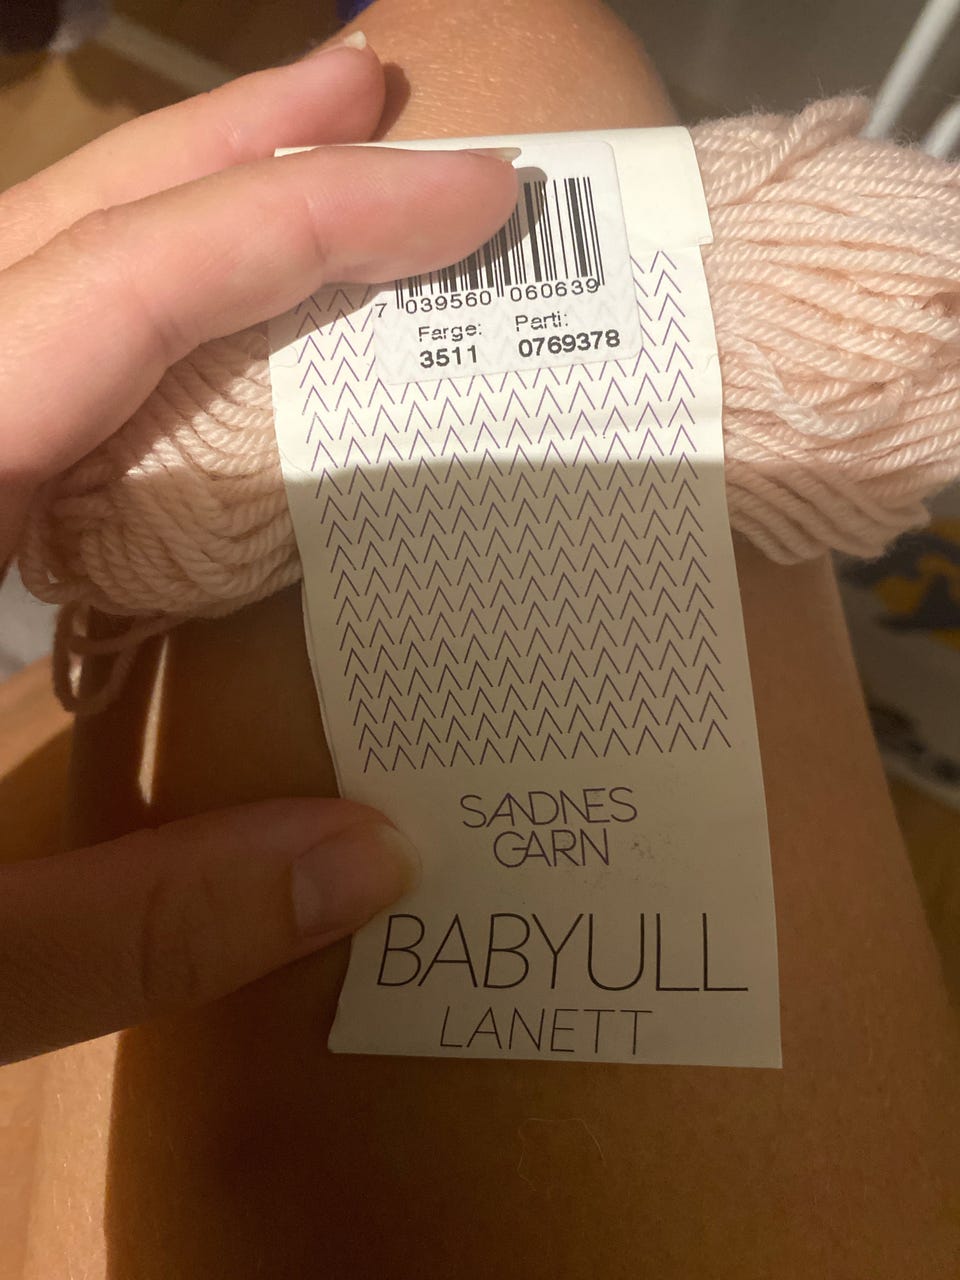 7 039560 060639
Farge: Parti:
3511 0769378
SANDNES
GARN
BABYULL
LANETT